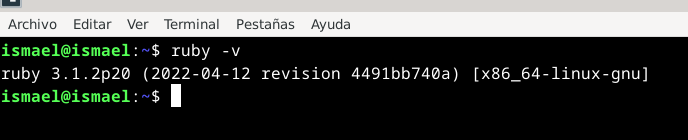 Archivo Editar Ver Terminal Pestañas Ayuda
ismael@ismael:~$ ruby -v
ruby 3.1.2p20 (2022-04-12 revision 4491bb740a) [x86_64-linux-gnu]
ismael@ismael:~$